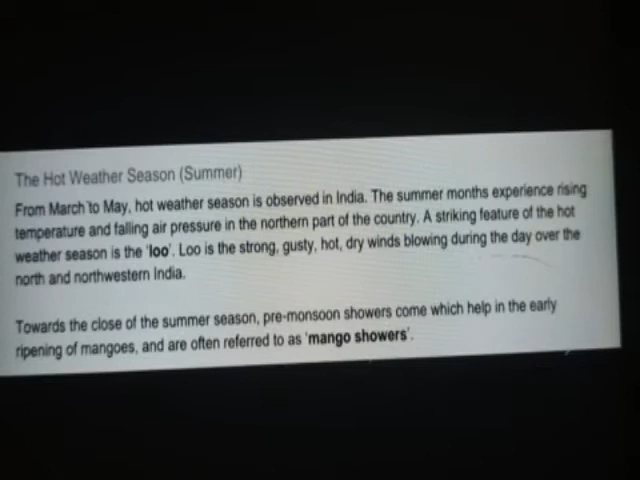 The Hot Weather Season (Summer)
From March to May, hot weather season is observed in India. The summer months experience rising
temperature and falling air pressure in the northern part of the country. A striking feature of the hot
weather season is the 'loo'. Loo is the strong, gusty, hot, dry winds blowing during the day over the
north and northwestern India.
Towards the close of the summer season, pre-monsoon showers come which help in the early
ripening of mangoes, and are often referred to as 'mango showers'.